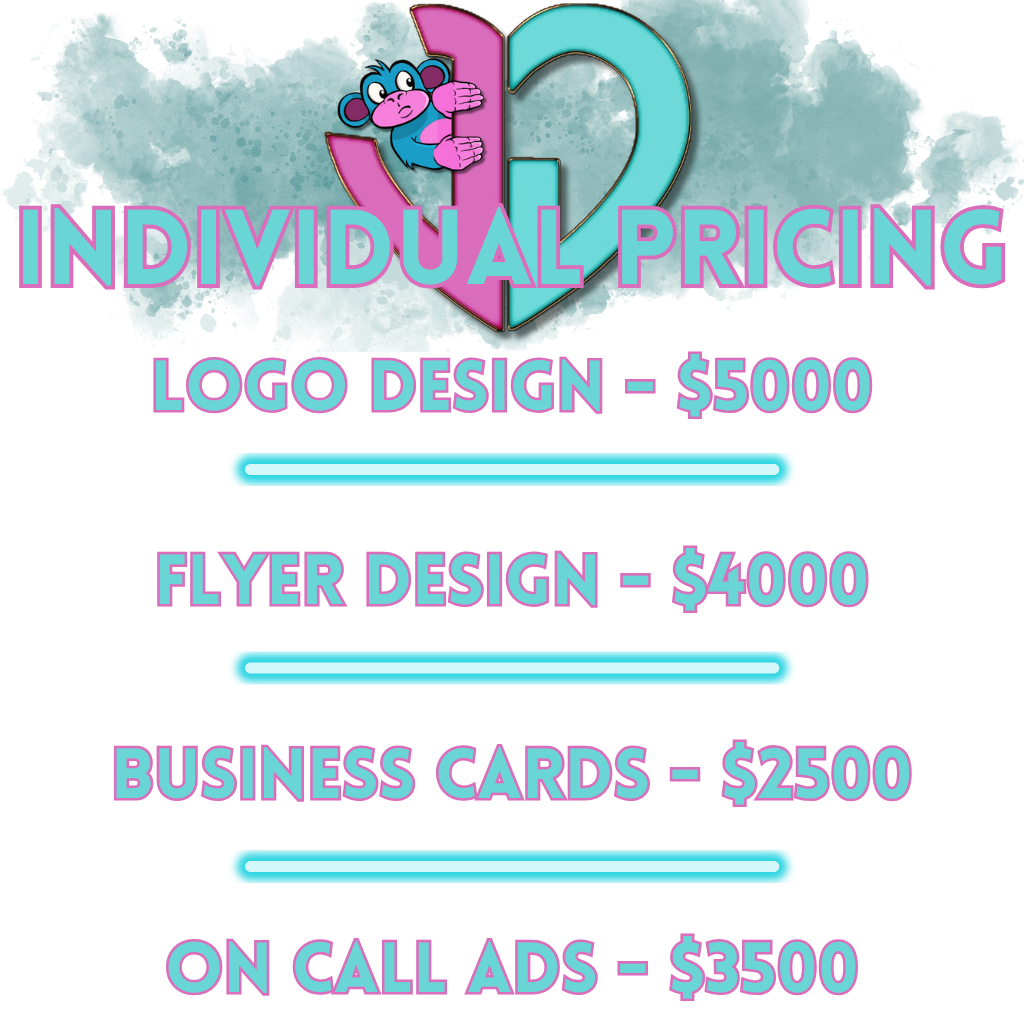 INDIVIDUAL PRICING
LOGO DESIGN - $5000
FLYER DESIGN - $4000
BUSINESS CARDS - $2500
ON CALL ADS - $3500